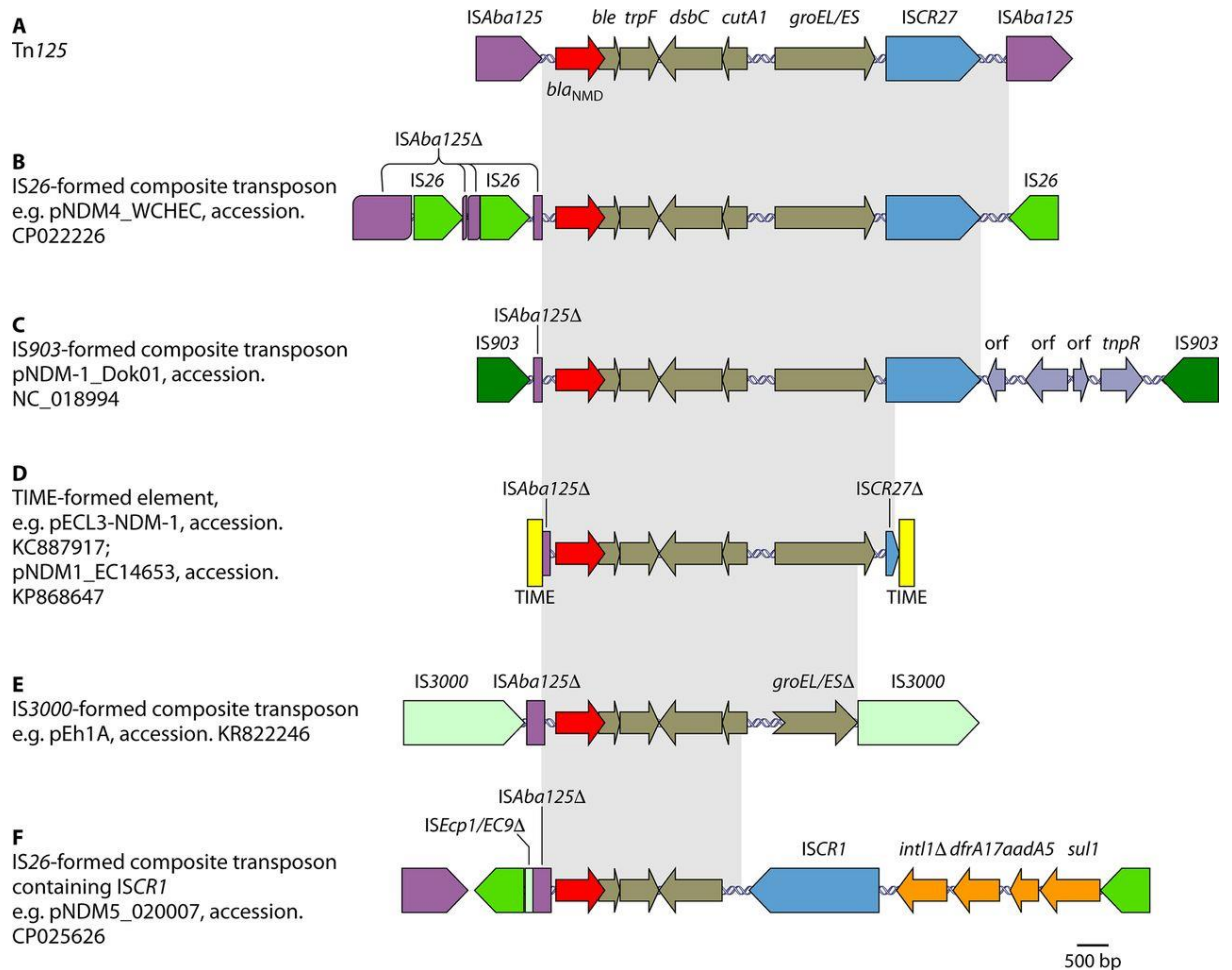 A
Tn125
ISAba125 ble trpF dsbC cutA1 groEL/ES ISCR27 ISAba125
blaNMD
B
IS26-formed composite transposon
e.g. pNDM4_WCHEC, accession.
CP022226
ISAba125Δ
IS26 IS26 IS26
C
IS903-formed composite transposon
pNDM-1_Dok01, accession.
NC_018994
ISAba125Δ
IS903 orf orf orf tnpR IS903
D
TIME-formed element,
e.g. pECL3-NDM-1, accession.
KC887917;
pNDM1_EC14653, accession.
KP868647
ISAba125Δ ISCR27Δ
TIME TIME
E
IS3000-formed composite transposon
e.g. pEh1A, accession. KR822246
IS3000 ISAba125Δ groEL/ESΔ IS3000
F
IS26-formed composite transposon
containing ISCR1
e.g. pNDM5_020007, accession.
CP025626
ISAba125Δ
ISEcp1/EC9Δ
ISCR1 intI1Δ dfrA17 aadA5 sul1
500 bp